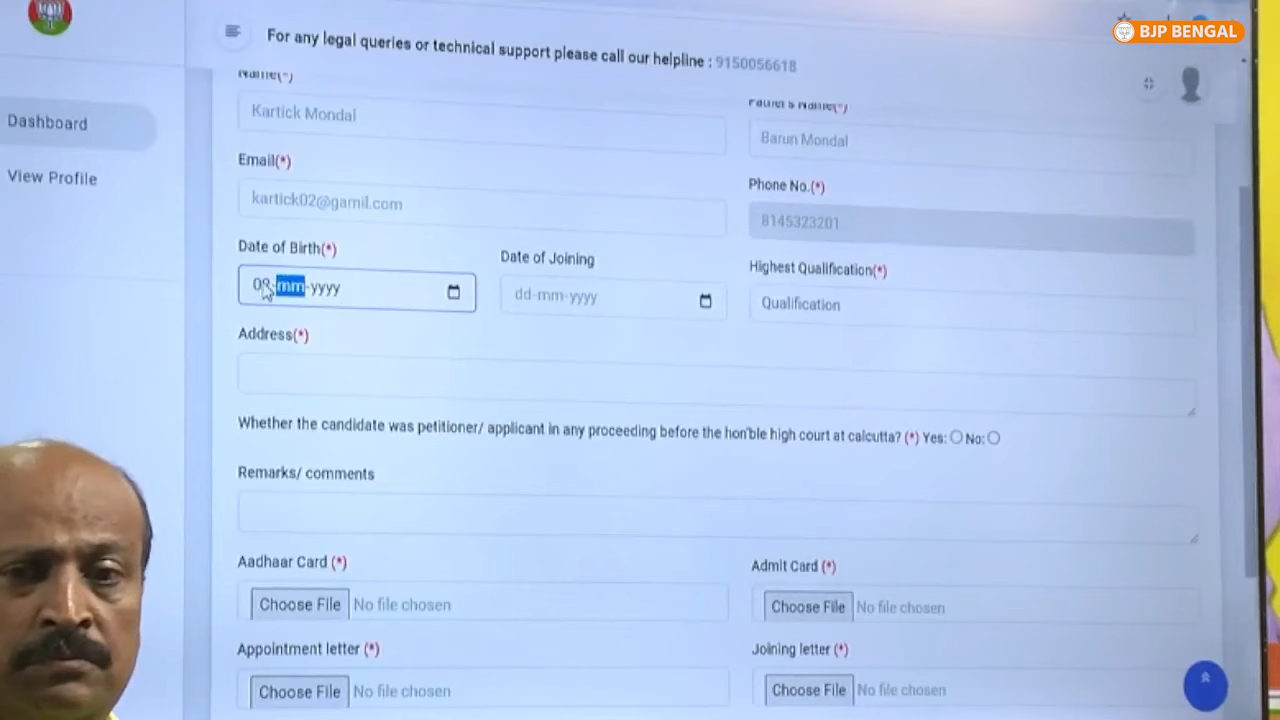 BJP BENGAL
For any legal queries or technical support please call our helpline : 9150056618
Dashboard
View Profile
Name(*)
Kartick Mondal
Father's Name(*)
Barun Mondal
Email(*)
kartick02@gamil.com
Phone No.(*)
8145323201
Date of Birth(*)
mm-yyyy
Date of Joining
dd-mm-yyyy
Highest Qualification(*)
Qualification
Address(*)
Whether the candidate was petitioner/ applicant in any proceeding before the hon'ble high court at calcutta? (*) Yes: No:
Remarks/ comments
Aadhaar Card (*)
Choose File No file chosen
Admit Card (*)
Choose File No file chosen
Appointment letter (*)
Choose File No file chosen
Joining letter (*)
Choose File No file chosen